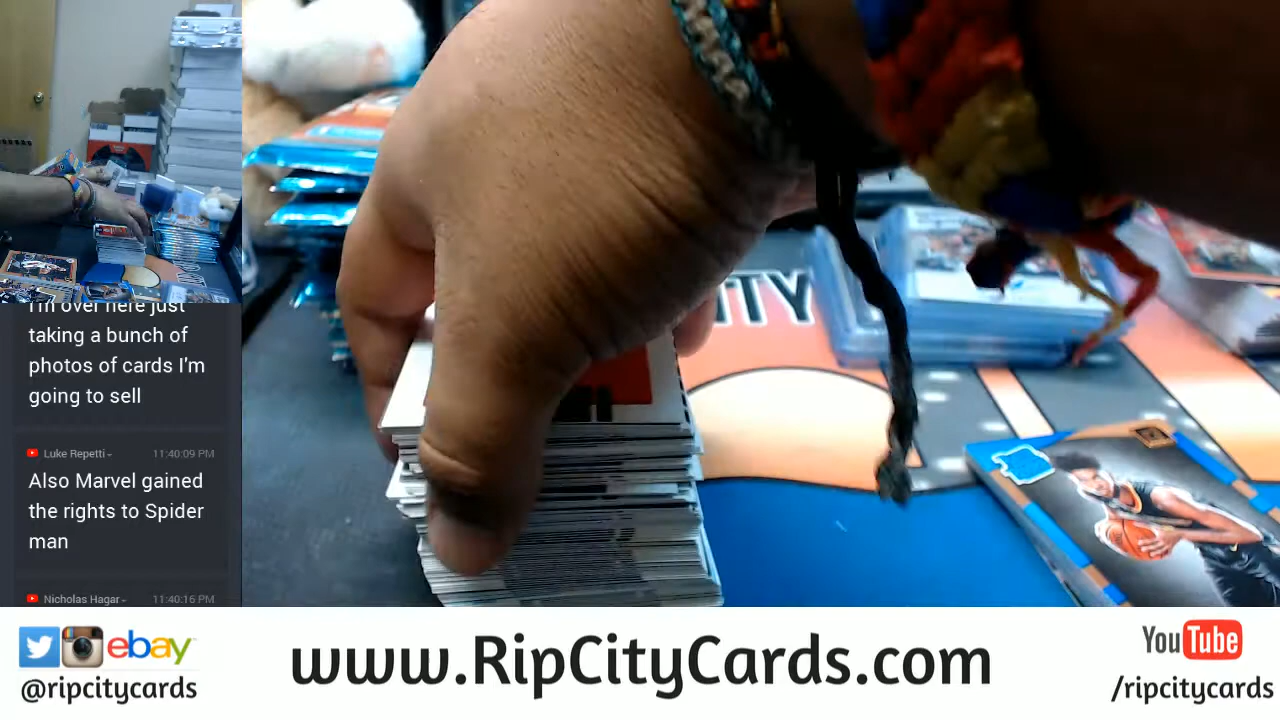 I'm over here just
taking a bunch of
photos of cards I'm
going to sell
Luke Repetti
11:40:09 PM
Also Marvel gained
the rights to Spider
man
Nicholas Hagar
11:40:16 PM
ebay
@ripcitycards
www.RipCityCards.com
YouTube
/ripcitycards